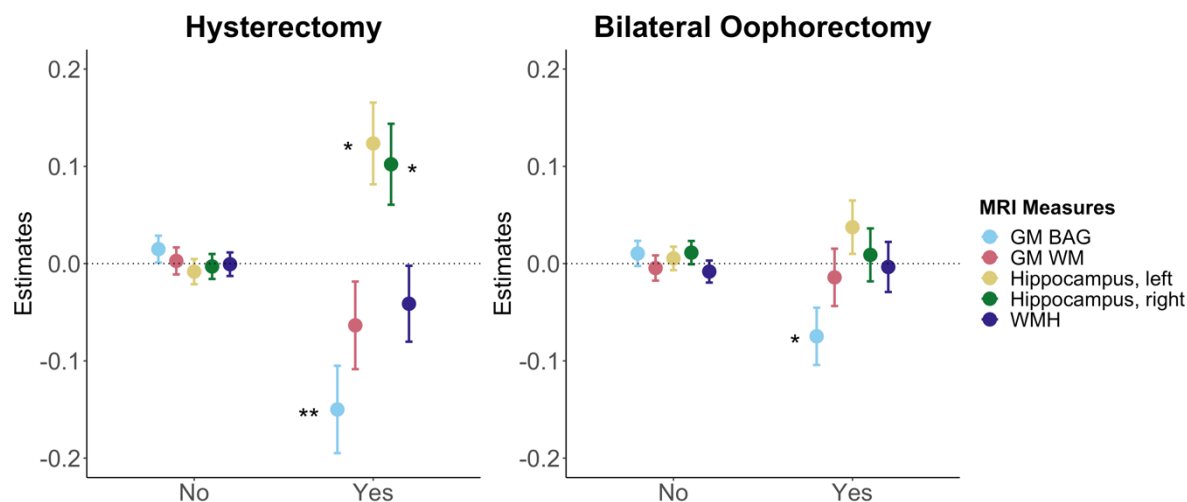 Hysterectomy
Estimates
0.2
0.1
0.0
-0.1
-0.2
*
*
**
No
Yes
Bilateral Oophorectomy
Estimates
0.2
0.1
0.0
-0.1
-0.2
*
No
Yes
MRI Measures
GM BAG
GM WM
Hippocampus, left
Hippocampus, right
WMH